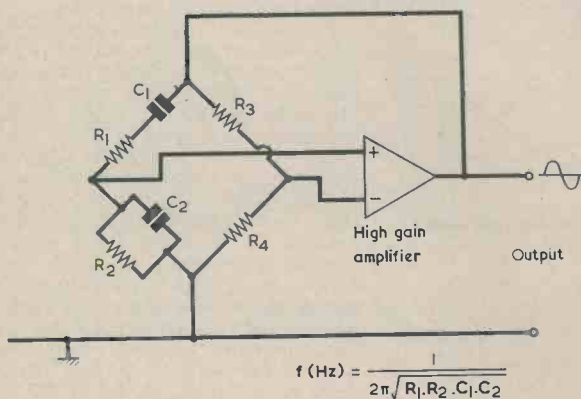 C1
R3
R1
+
C2
−
R4
R2
High gain
amplifier
Output
f (Hz) = 1
2π√R1.R2.C1.C2